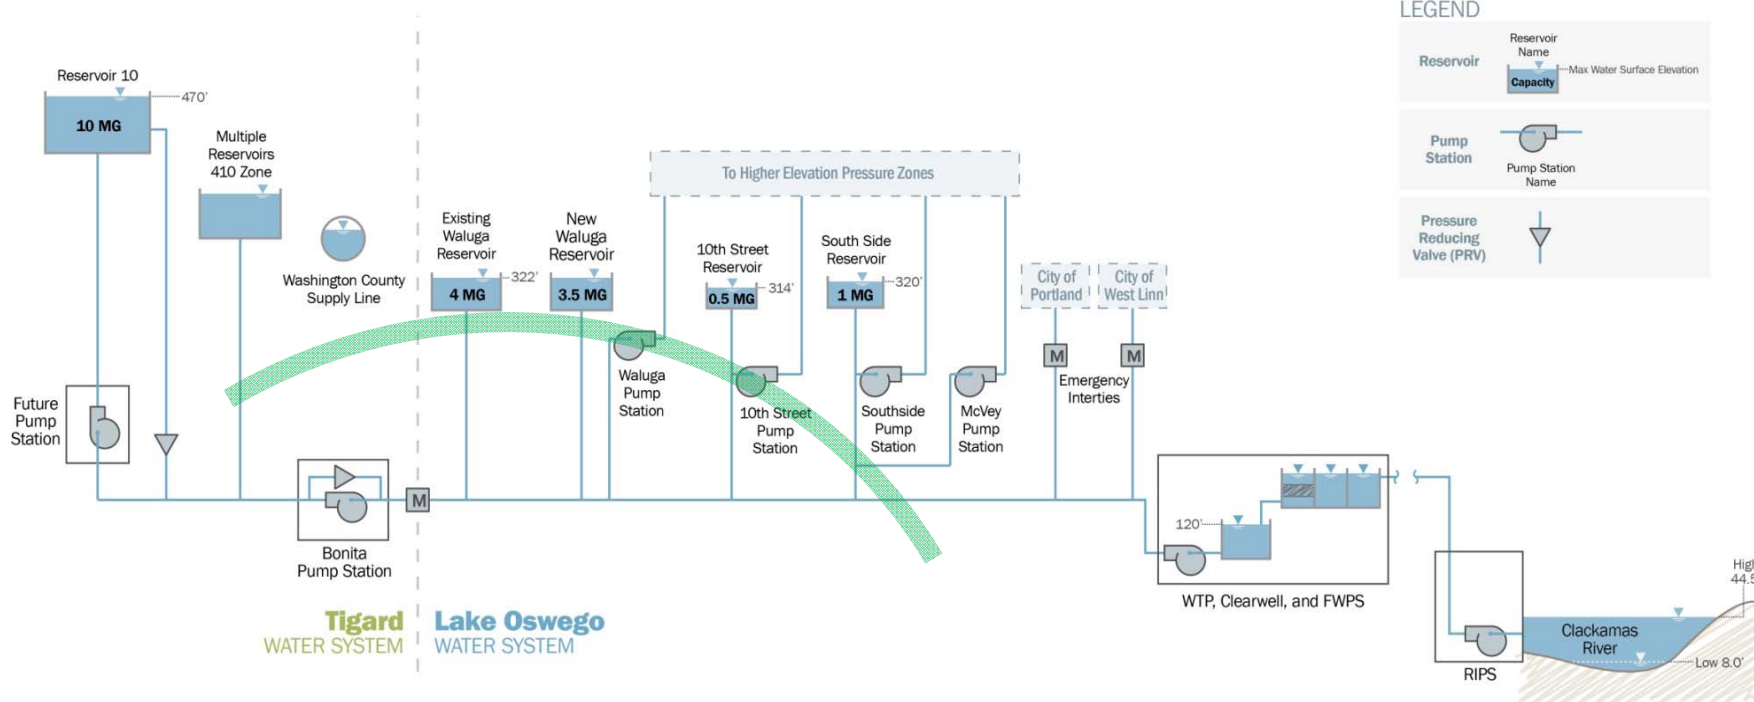 LEGEND
Reservoir
Reservoir
Name
Capacity
Max Water Surface Elevation
Pump
Station
Pump Station
Name
Pressure
Reducing
Valve (PRV)
Reservoir 10
470'
10 MG
Multiple
Reservoirs
410 Zone
Washington County
Supply Line
Existing
Waluga
Reservoir
322'
4 MG
New
Waluga
Reservoir
3.5 MG
To Higher Elevation Pressure Zones
10th Street
Reservoir
314'
0.5 MG
South Side
Reservoir
320'
1 MG
City of
Portland
City of
West Linn
M
M
Emergency
Interties
Waluga
Pump
Station
10th Street
Pump
Station
Southside
Pump
Station
McVey
Pump
Station
Future
Pump
Station
M
Bonita
Pump Station
120'
WTP, Clearwell, and FWPS
Tigard
WATER SYSTEM
Lake Oswego
WATER SYSTEM
RIPS
Clackamas
River
High
44.5
Low 8.0'